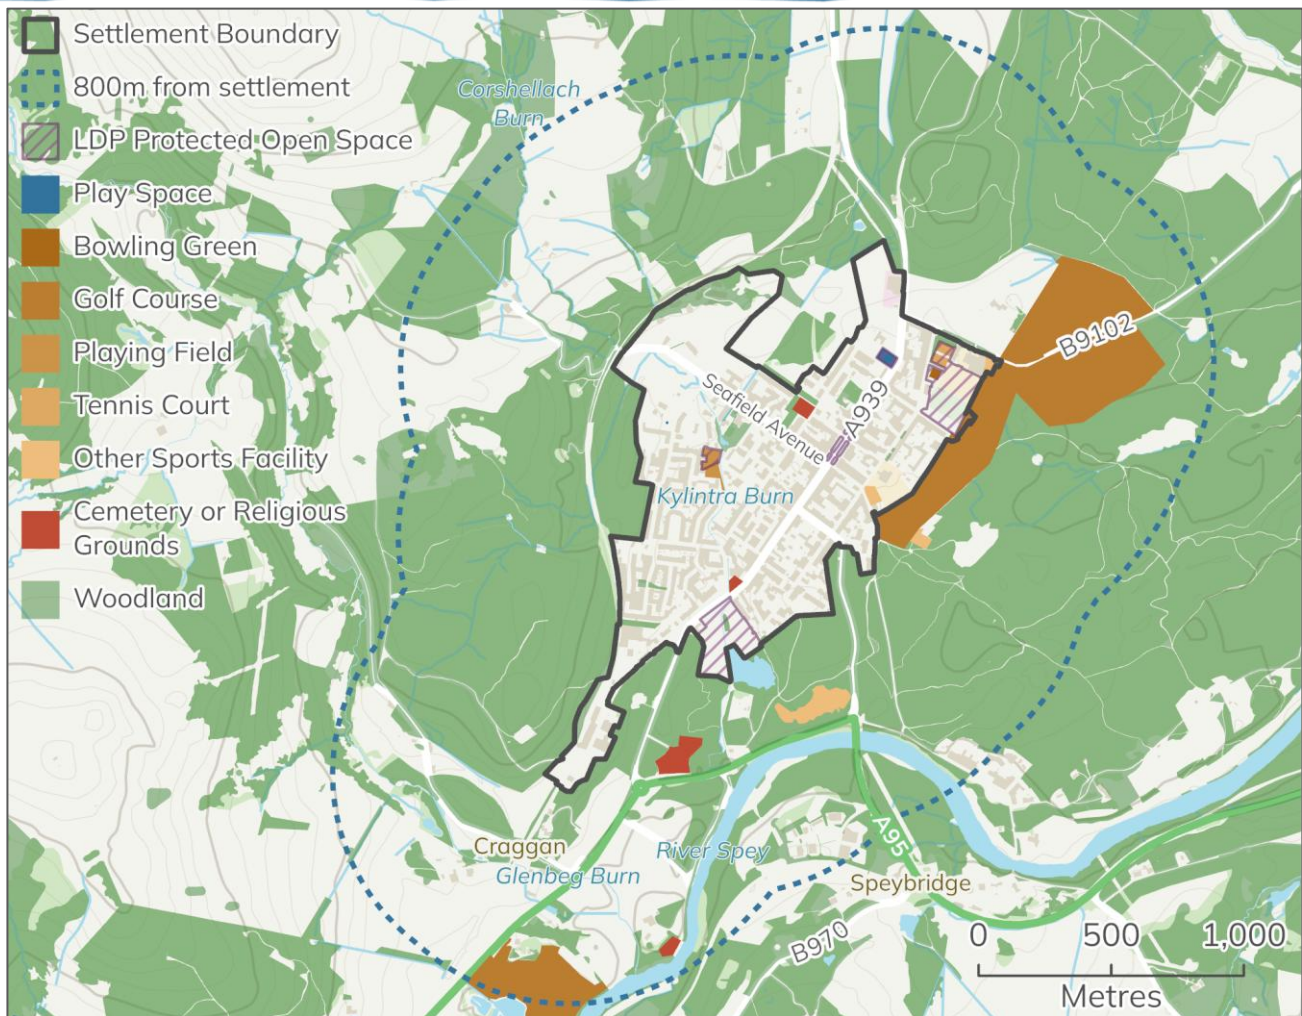 Settlement Boundary
800m from settlement
LDP Protected Open Space
Play Space
Bowling Green
Golf Course
Playing Field
Tennis Court
Other Sports Facility
Cemetery or Religious
Grounds
Woodland
Corshellach
Burn
B9102
Seafield Avenue
A939
Kylintra Burn
Craggan
Glenbeg Burn
River Spey
A95
Speybridge
B970
0 500 1,000
Metres